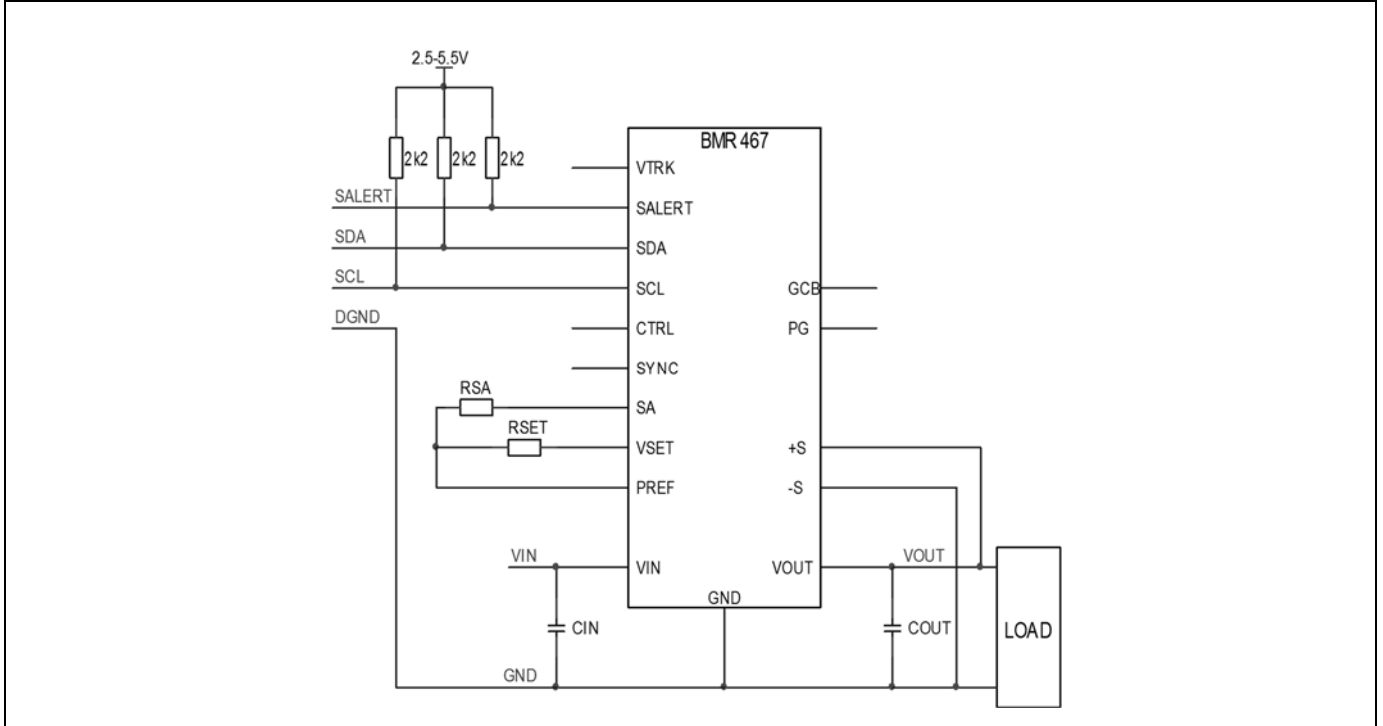 2.5-5.5V
BMR 467
2k2 2k2 2k2
VTRK
SALERT
SALERT
SDA
SDA
SCL
SCL
GCB
DGND
CTRL
PG
SYNC
RSA
SA
RSET
VSET
+S
PREF
-S
VIN
VIN
VOUT
VOUT
GND
CIN
COUT
LOAD
GND